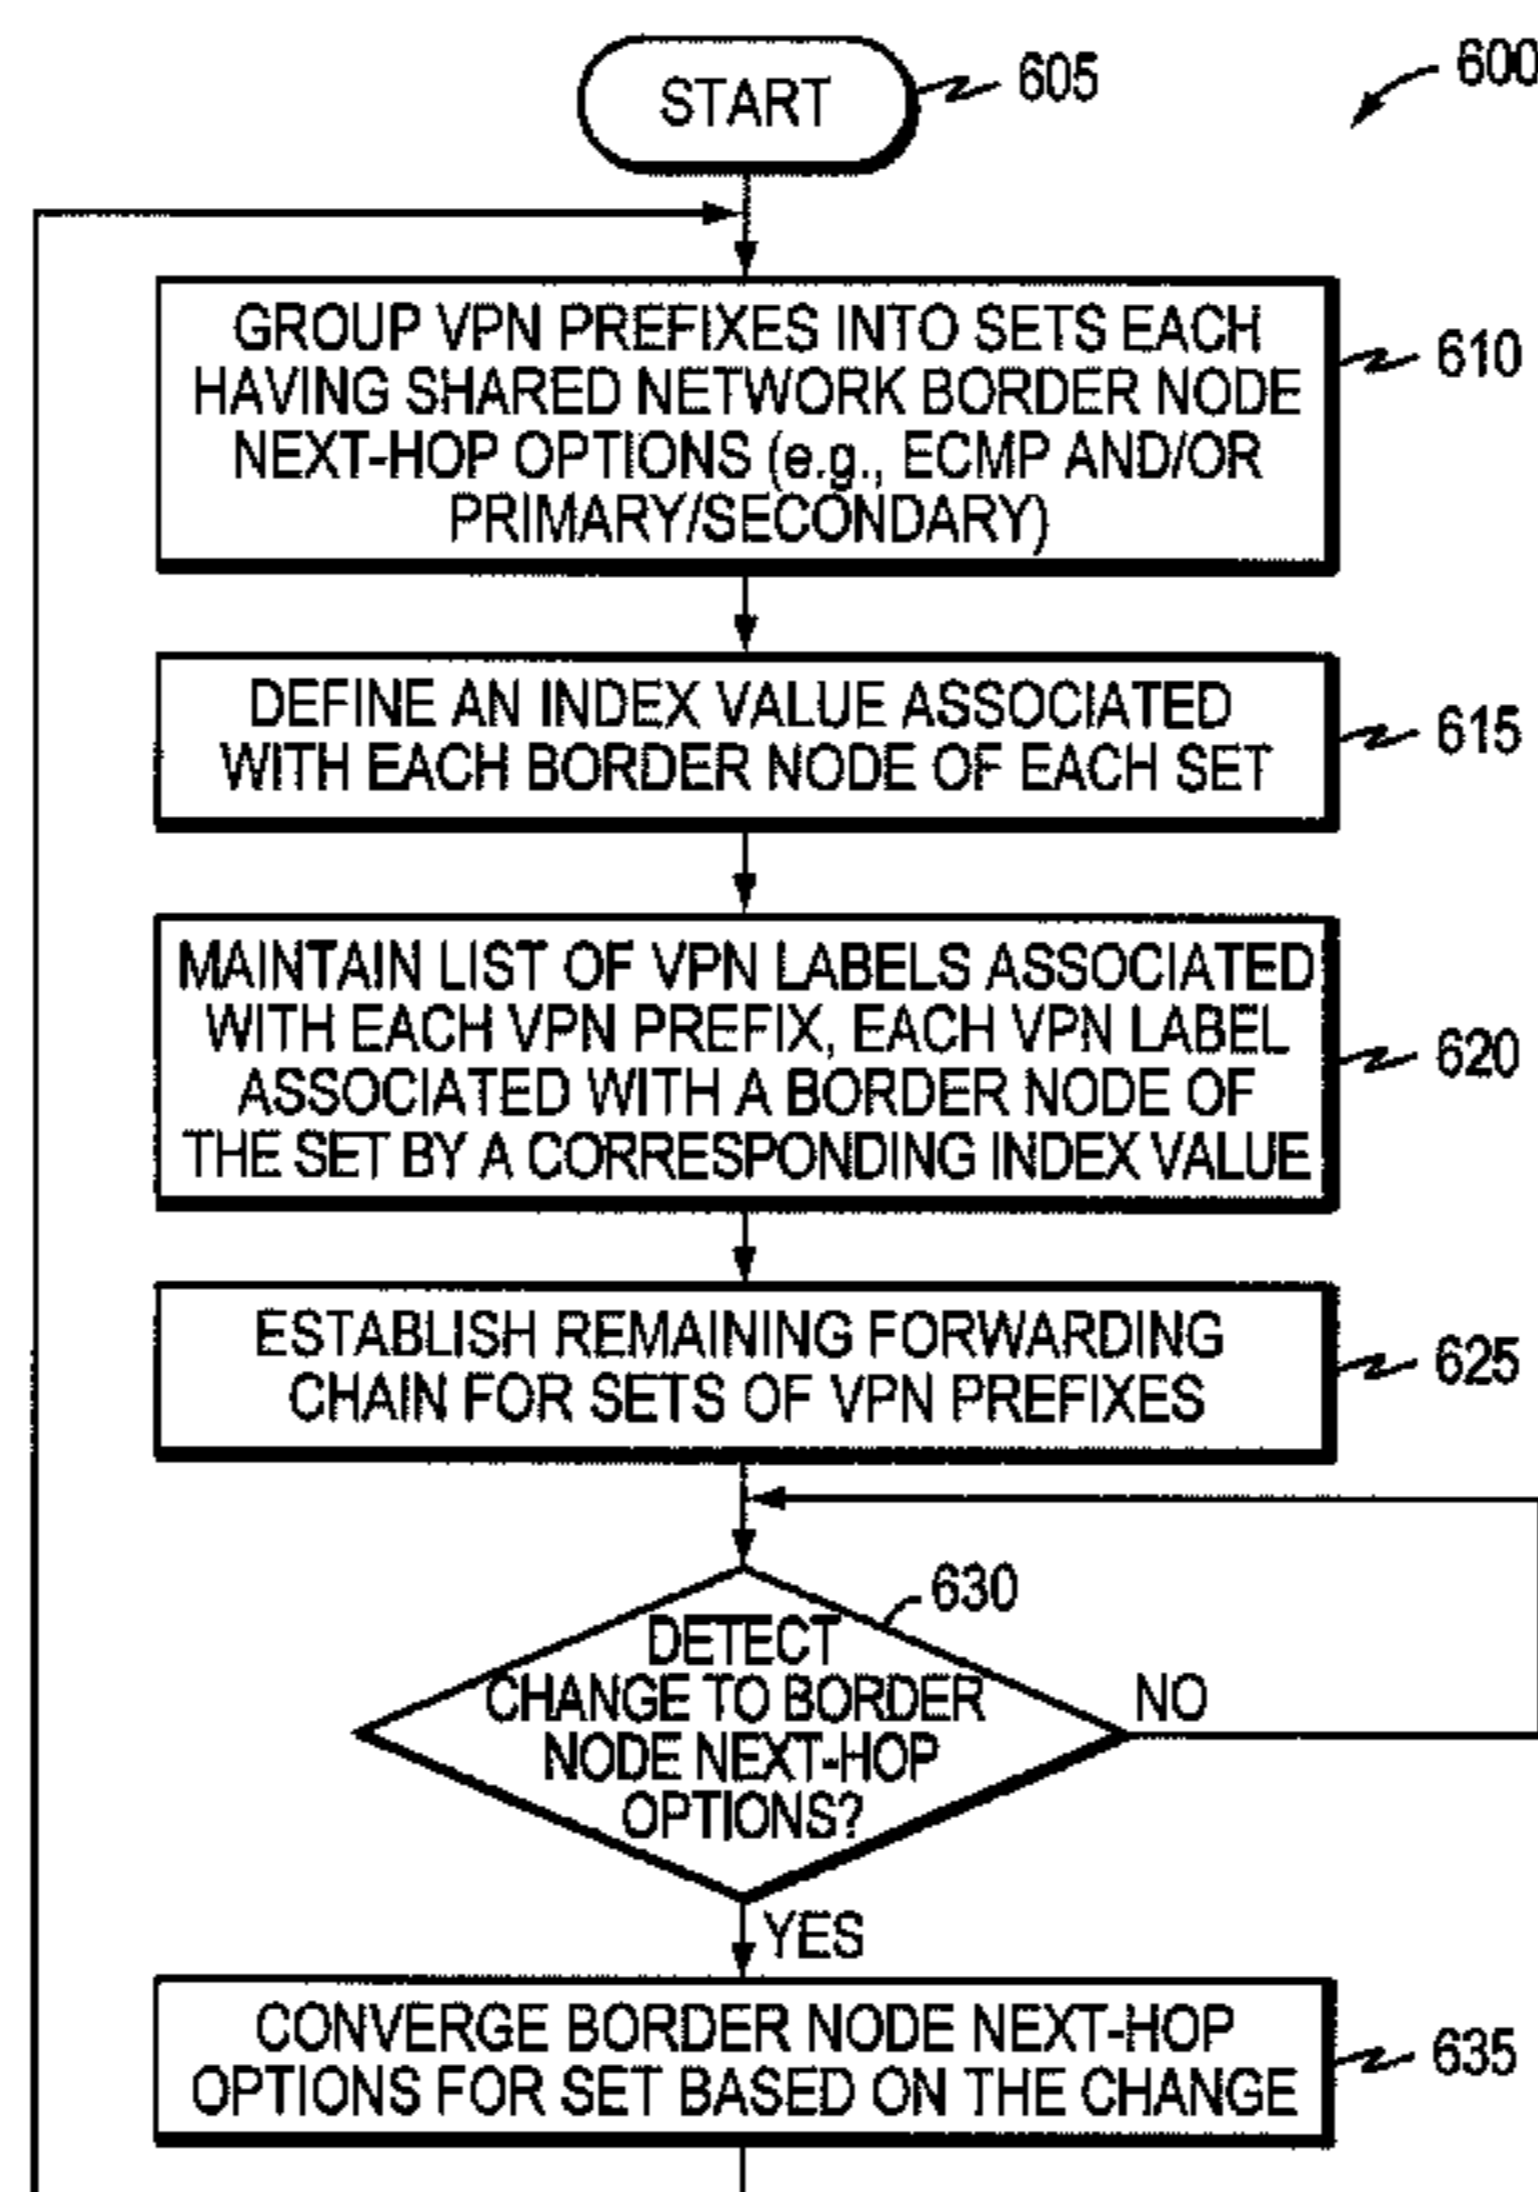 START
605
600
GROUP VPN PREFIXES INTO SETS EACH
HAVING SHARED NETWORK BORDER NODE
NEXT-HOP OPTIONS (e.g., ECMP AND/OR
PRIMARY/SECONDARY)
610
DEFINE AN INDEX VALUE ASSOCIATED
WITH EACH BORDER NODE OF EACH SET
615
MAINTAIN LIST OF VPN LABELS ASSOCIATED
WITH EACH VPN PREFIX, EACH VPN LABEL
ASSOCIATED WITH A BORDER NODE OF
THE SET BY A CORRESPONDING INDEX VALUE
620
ESTABLISH REMAINING FORWARDING
CHAIN FOR SETS OF VPN PREFIXES
625
630
DETECT
CHANGE TO BORDER
NODE NEXT-HOP
OPTIONS?
NO
YES
CONVERGE BORDER NODE NEXT-HOP
OPTIONS FOR SET BASED ON THE CHANGE
635